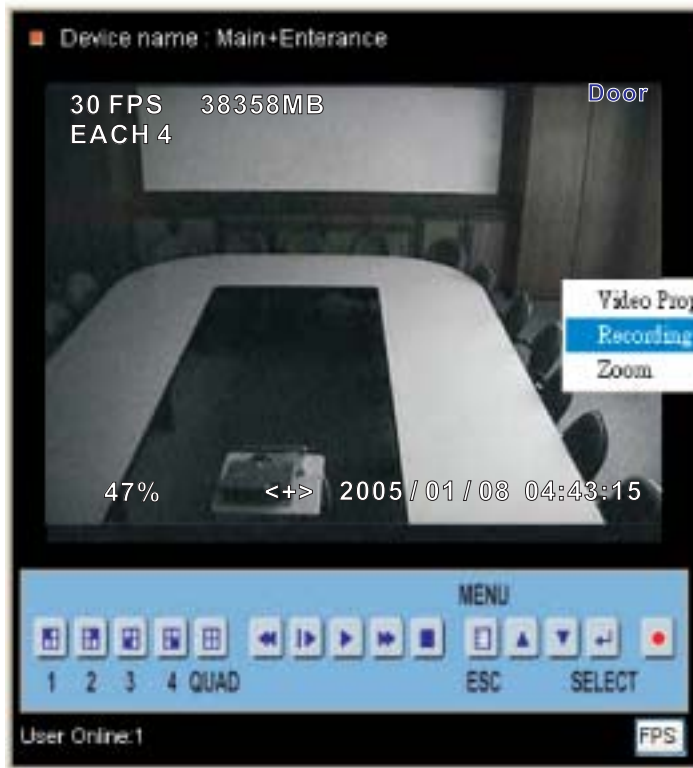 Device name : Main+Enterance
30 FPS 38358MB
Door
EACH 4
Video
Recording
Zoom
47% <+> 2005/01/08 04:43:15
MENU
1 2 3 4 QUAD ESC SELECT
User Online:1
FPS